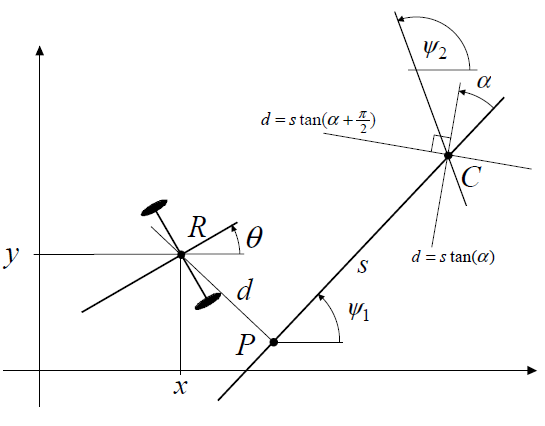 ψ₂
α
d = s tan(α + π/2)
C
R
θ
y
s
d = s tan(α)
d
ψ₁
P
x